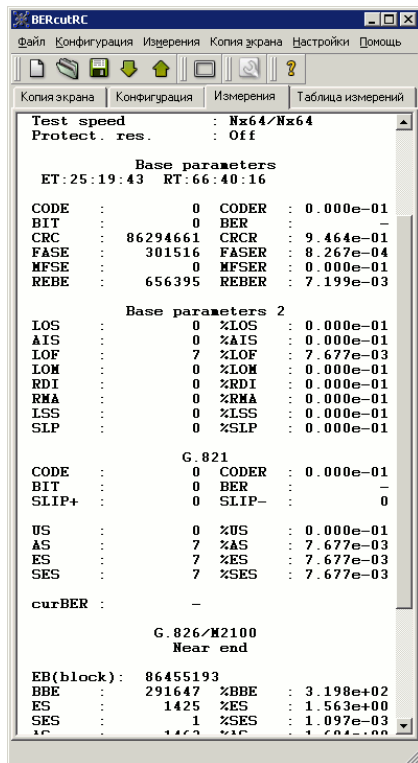 BERcutRC
Файл Конфигурация Измерения Копия экрана Настройки Помощь
Копия экрана Конфигурация Измерения Таблица измерений
Test speed : Nx64/Nx64
Protect. res. : Off
Base parameters
ET:25:19:43 RT:66:40:16
CODE : 0 CODER : 0.000e-01
BIT : 0 BER : -
CRC : 86294661 CRCR : 9.464e-01
FASE : 301516 FASER : 8.267e-04
MFSE : 0 MFSER : 0.000e-01
REBE : 656395 REBER : 7.199e-03
Base parameters 2
LOS : 0 %LOS : 0.000e-01
AIS : 0 %AIS : 0.000e-01
LOF : 7 %LOF : 7.677e-03
LOM : 0 %LOM : 0.000e-01
RDI : 0 %RDI : 0.000e-01
RMA : 0 %RMA : 0.000e-01
LSS : 0 %LSS : 0.000e-01
SLP : 0 %SLP : 0.000e-01
G.821
CODE : 0 CODER : 0.000e-01
BIT : 0 BER : -
SLIP+ : 0 SLIP- : 0
US : 0 %US : 0.000e-01
AS : 7 %AS : 7.677e-03
ES : 7 %ES : 7.677e-03
SES : 7 %SES : 7.677e-03
curBER : -
G.826/M2100
Near end
EB(block): 86455193
BBE : 291647 %BBE : 3.198e+02
ES : 1425 %ES : 1.563e+00
SES : 1 %SES : 1.097e-03